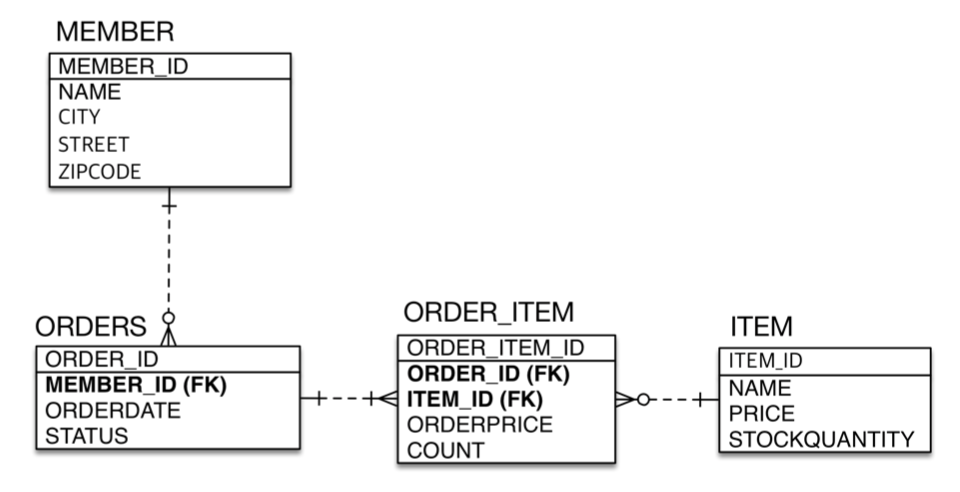 MEMBER
MEMBER_ID
NAME
CITY
STREET
ZIPCODE
ORDERS
ORDER_ID
MEMBER_ID (FK)
ORDERDATE
STATUS
ORDER_ITEM
ORDER_ITEM_ID
ORDER_ID (FK)
ITEM_ID (FK)
ORDERPRICE
COUNT
ITEM
ITEM_ID
NAME
PRICE
STOCKQUANTITY